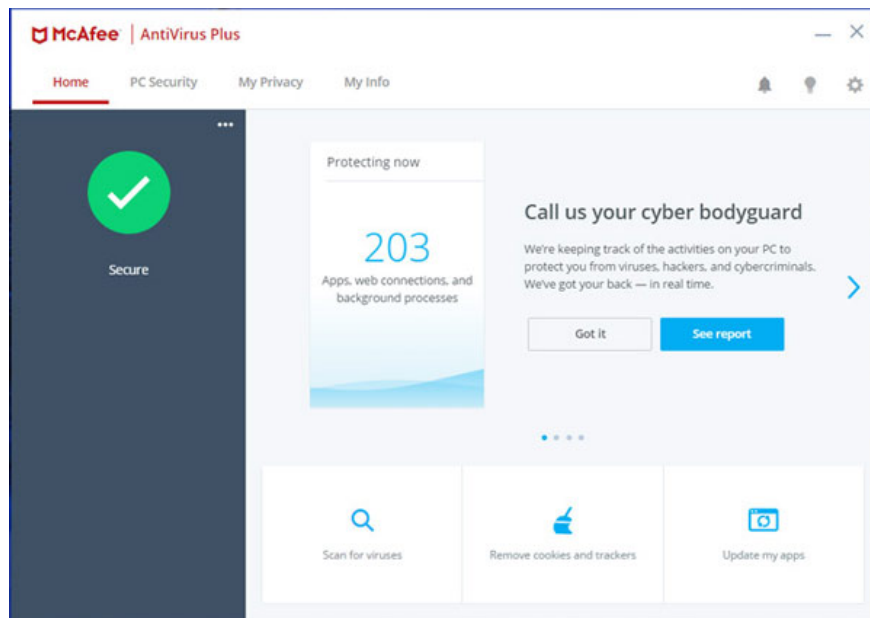 McAfee | AntiVirus Plus
Home PC Security My Privacy My Info
Secure
Protecting now
203
Apps, web connections, and
background processes
Call us your cyber bodyguard
We're keeping track of the activities on your PC to
protect you from viruses, hackers, and cybercriminals.
We've got your back — in real time.
Got it See report
Scan for viruses Remove cookies and trackers Update my apps